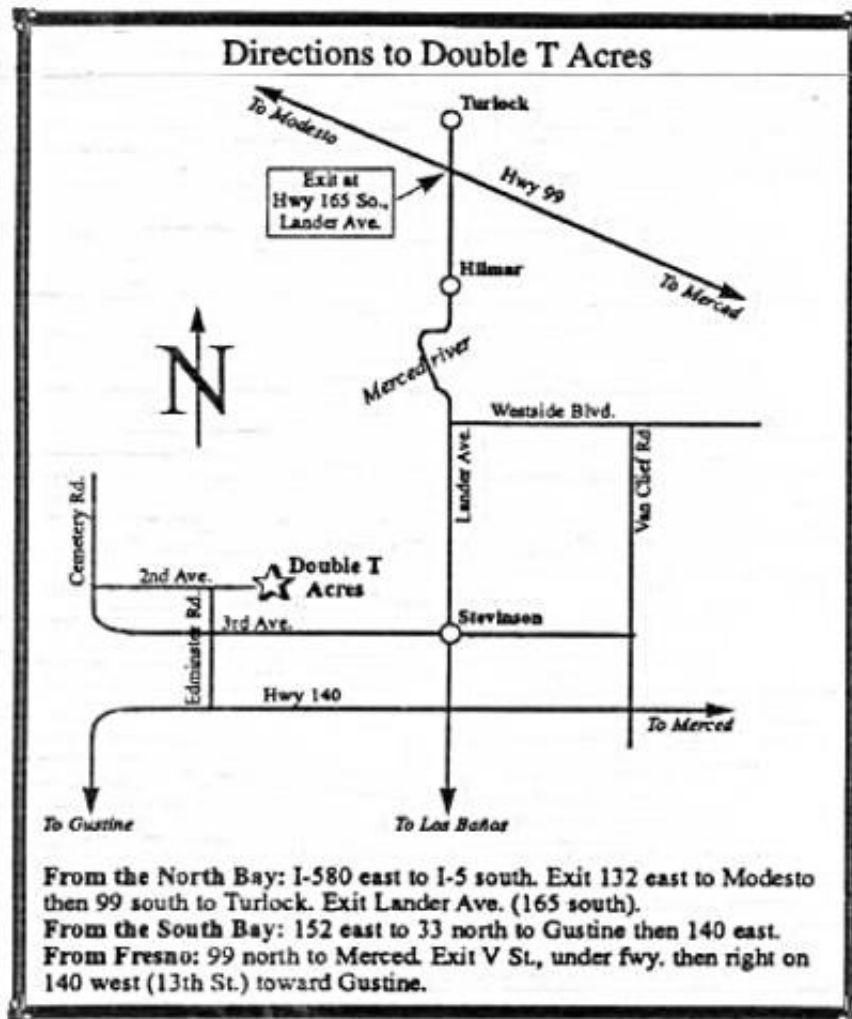 Directions to Double T Acres
Turlock
To Modesto
Exit at
Hwy 165 So.,
Lander Ave.
Hwy 99
Hilmar
To Merced
N
Merced river
Westside Blvd.
Lander Ave.
Van Clief Rd.
Cemetery Rd.
Double T
Acres
2nd Ave.
Edminster Rd.
3rd Ave.
Stevinson
Hwy 140
To Merced
To Gustine
To Los Baños
From the North Bay: I-580 east to I-5 south. Exit 132 east to Modesto
then 99 south to Turlock. Exit Lander Ave. (165 south).
From the South Bay: 152 east to 33 north to Gustine then 140 east.
From Fresno: 99 north to Merced. Exit V St., under fwy. then right on
140 west (13th St.) toward Gustine.